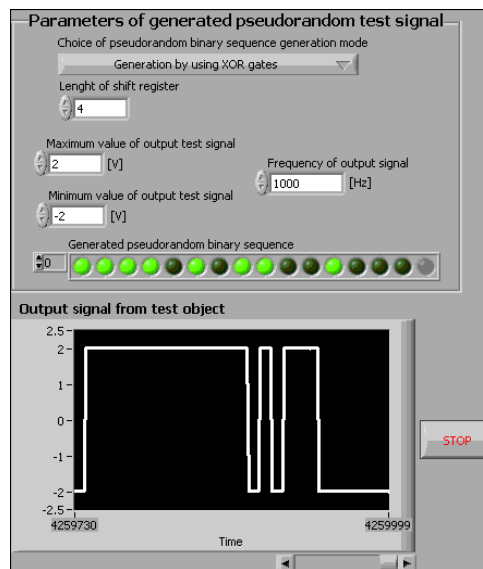 Parameters of generated pseudorandom test signal
Choice of pseudorandom binary sequence generation mode
Generation by using XOR gates
Lenght of shift register
4
Maximum value of output test signal
2 [V]
Frequency of output signal
1000 [Hz]
Minimum value of output test signal
-2 [V]
Generated pseudorandom binary sequence
0
Output signal from test object
2.5
2
1
0
-1
-2
-2.5
4259730 4259999
Time
STOP